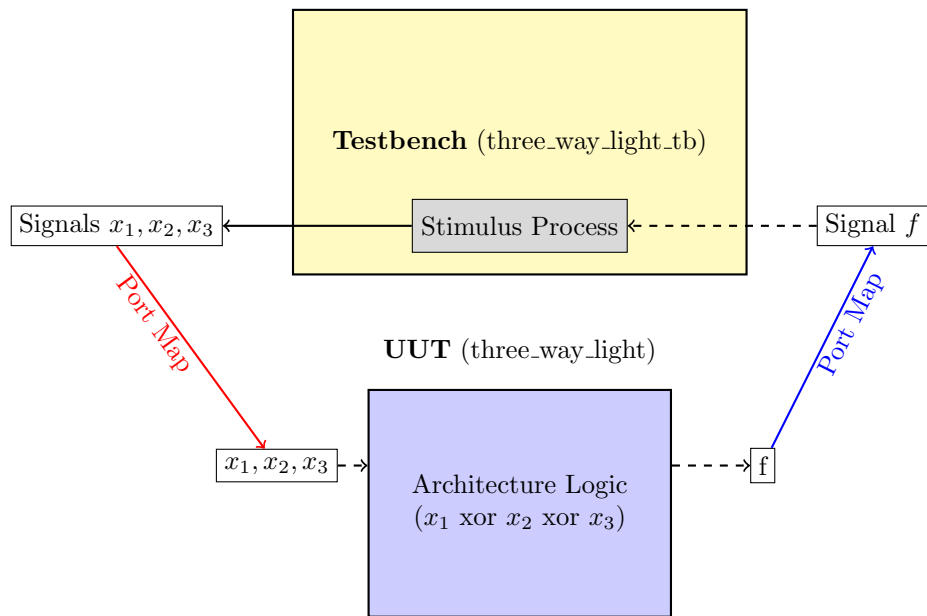 Testbench (three_way_light_tb)
Signals x₁, x₂, x₃
Stimulus Process
Signal f
Port Map
Port Map
UUT (three_way_light)
x₁, x₂, x₃
f
Architecture Logic
(x₁ xor x₂ xor x₃)